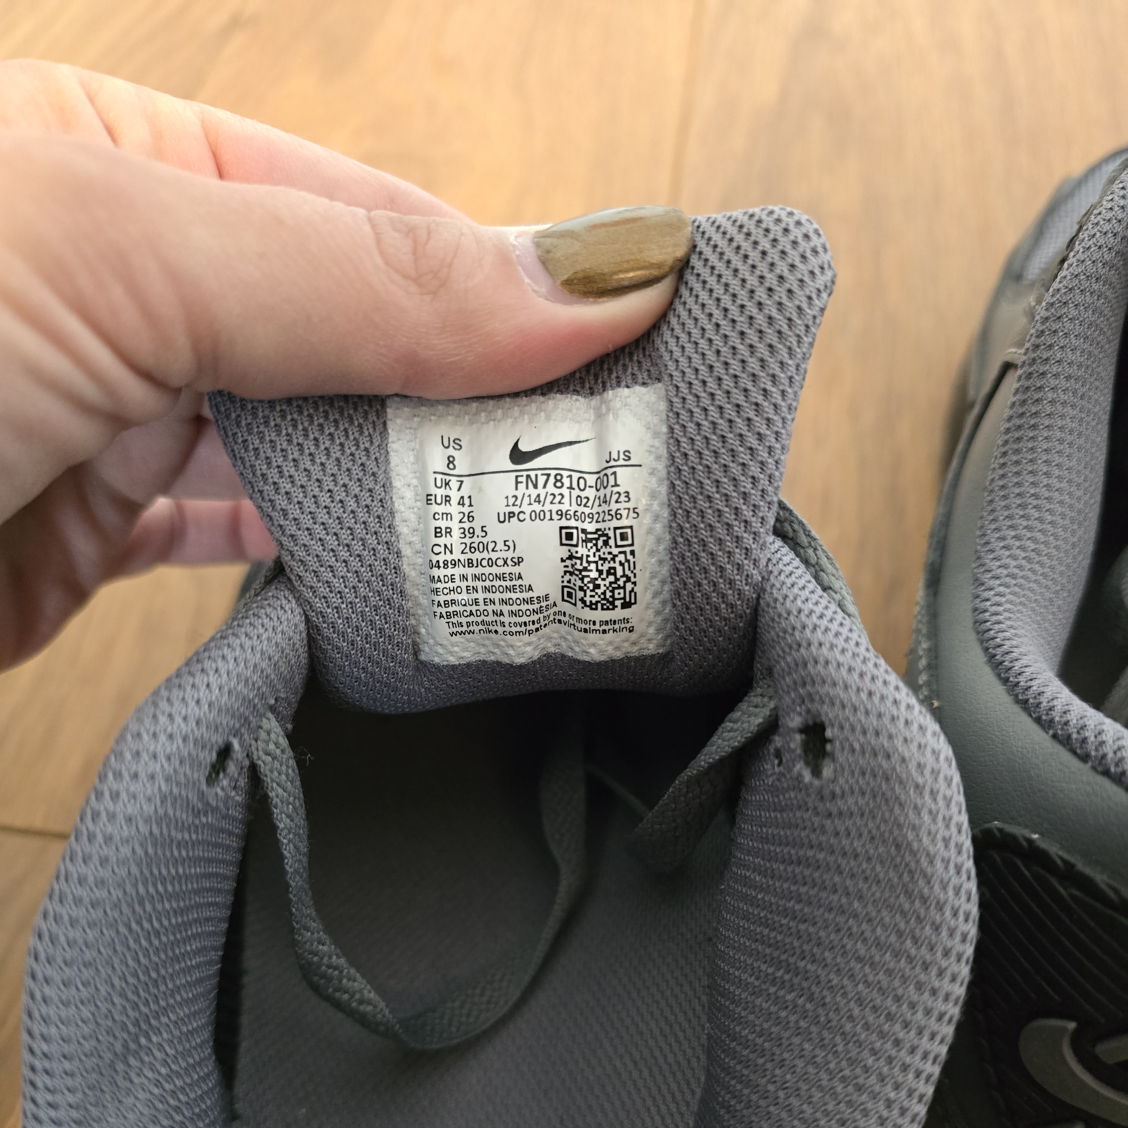 US
8
JJS
UK 7
FN7810-001
EUR 41
12/14/22 | 02/14/23
cm 26
UPC 00196609225675
BR 39.5
CN 260(2.5)
0489NBJC0CXSP
MADE IN INDONESIA
HECHO EN INDONESIA
FABRIQUE EN INDONESIE
FABRICADO NA INDONÉSIA
This product is covered by one or more patents:
www.nike.com/patentsvirtualmarking